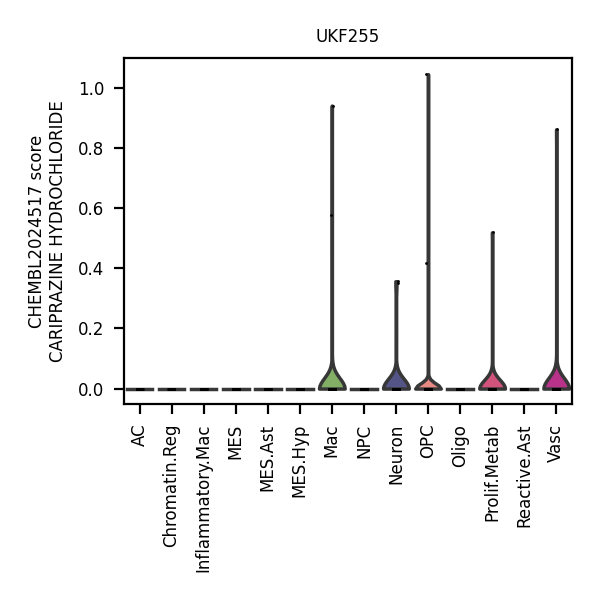 UKF255
CHEMBL2024517 score
CARIPRAZINE HYDROCHLORIDE
1.0
0.8
0.6
0.4
0.2
0.0
AC
Chromatin.Reg
Inflammatory.Mac
MES
MES.Ast
MES.Hyp
Mac
NPC
Neuron
OPC
Oligo
Prolif.Metab
Reactive.Ast
Vasc